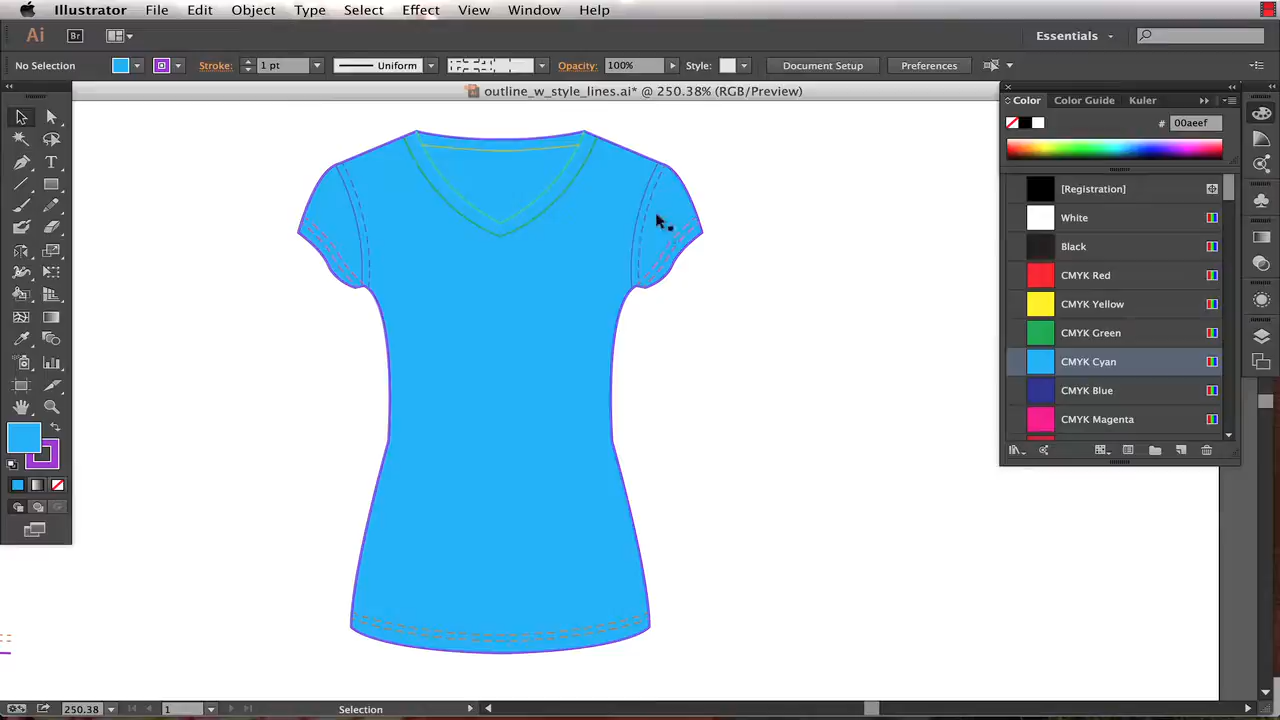 Illustrator File Edit Object Type Select Effect View Window Help
Ai Br Essentials
No Selection Stroke: 1 pt Uniform Opacity: 100% Style: Document Setup Preferences
outline_w_style_lines.ai* @ 250.38% (RGB/Preview)
Color Color Guide Kuler
# 00aeef
[Registration]
White
Black
CMYK Red
CMYK Yellow
CMYK Green
CMYK Cyan
CMYK Blue
CMYK Magenta
250.38 1 Selection